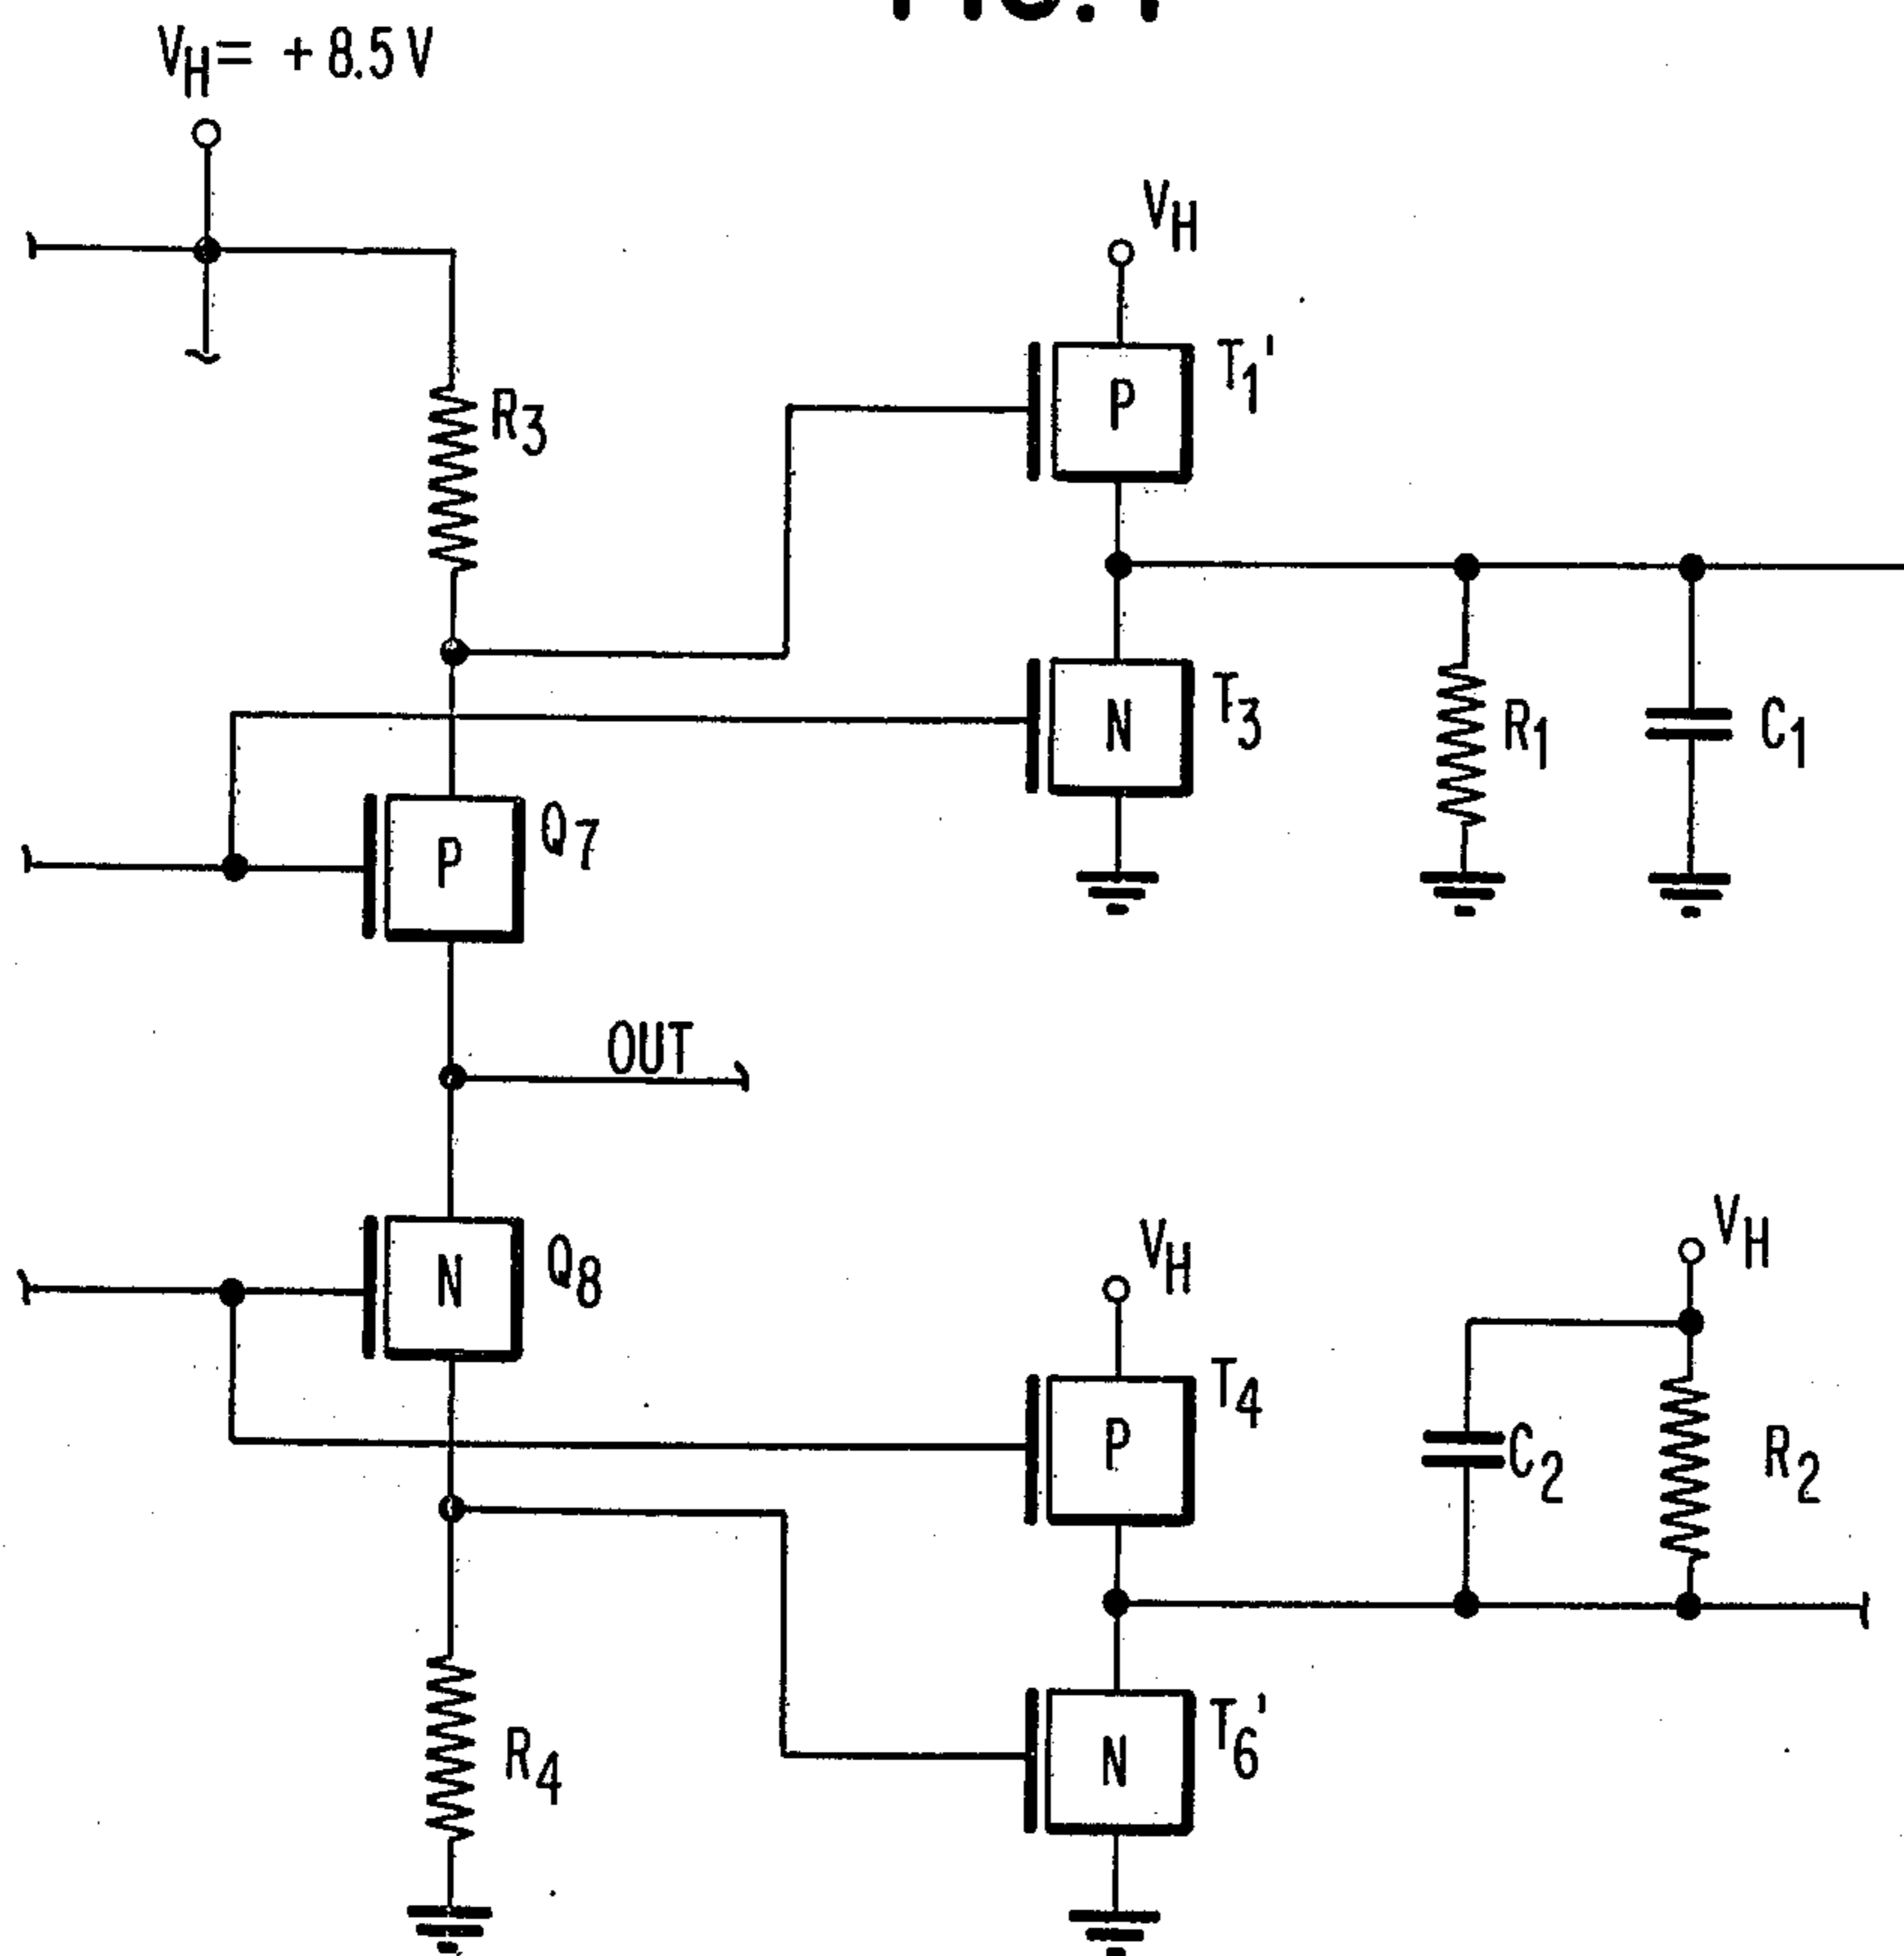 V_H = +8.5 V
V_H
T_1'
P
R_3
T_3
N
R_1
C_1
Q_7
P
OUT
Q_8
N
V_H
V_H
T_4
P
C_2
R_2
T_6'
N
R_4